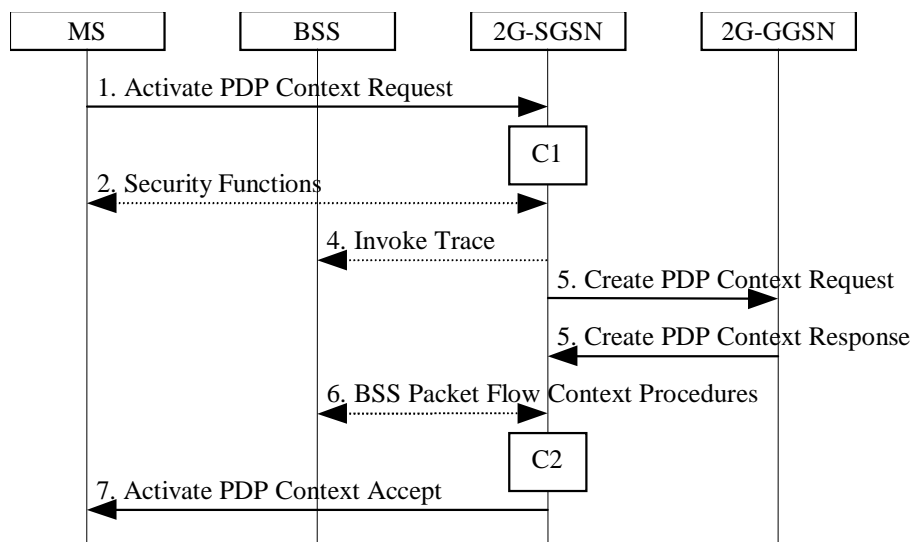 MS BSS 2G-SGSN 2G-GGSN
1. Activate PDP Context Request
C1
2. Security Functions
4. Invoke Trace
5. Create PDP Context Request
5. Create PDP Context Response
6. BSS Packet Flow Context Procedures
C2
7. Activate PDP Context Accept